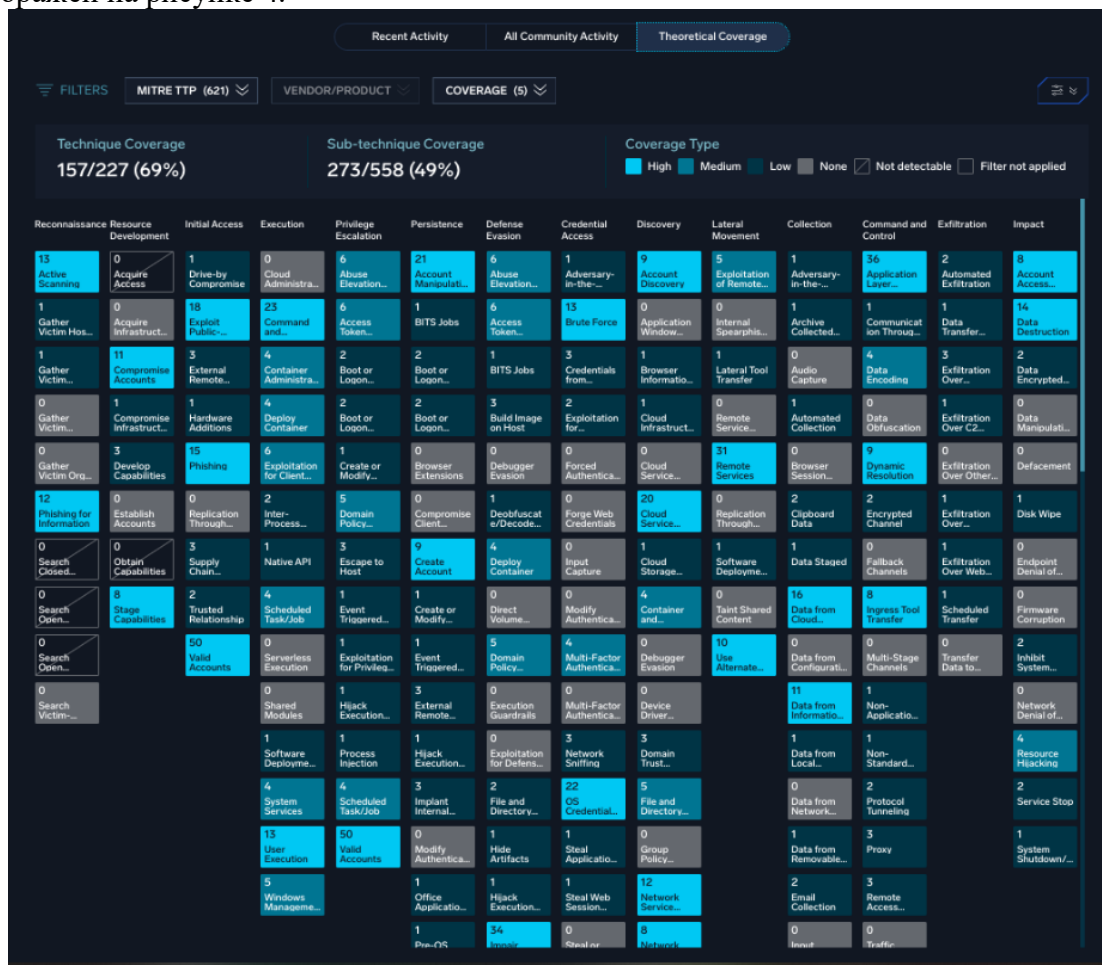 ображен на рисунке 4.
Recent Activity
All Community Activity
Theoretical Coverage
FILTERS
MITRE TTP (621)
VENDOR/PRODUCT
COVERAGE (5)
Technique Coverage
157/227 (69%)
Sub-technique Coverage
273/558 (49%)
Coverage Type
High Medium Low None Not detectable Filter not applied
Reconnaissance
13
Active
Scanning
1
Gather
Victim Hos...
1
Gather
Victim...
0
Gather
Victim...
0
Gather
Victim Org...
12
Phishing for
Information
0
Search
Closed...
0
Search
Open...
0
Search
Open...
0
Search
Victim-...
Resource
Development
0
Acquire
Access
0
Acquire
Infrastruct...
11
Compromise
Accounts
1
Compromise
Infrastruct...
3
Develop
Capabilities
0
Establish
Accounts
0
Obtain
Capabilities
8
Stage
Capabilities
Initial Access
1
Drive-by
Compromise
18
Exploit
Public-...
3
External
Remote...
1
Hardware
Additions
15
Phishing
0
Replication
Through...
3
Supply
Chain...
2
Trusted
Relationship
50
Valid
Accounts
Execution
0
Cloud
Administra...
23
Command
and...
4
Container
Administra...
4
Deploy
Container
6
Exploitation
for Client...
2
Inter-
Process...
1
Native API
4
Scheduled
Task/Job
0
Serverless
Execution
0
Shared
Modules
1
Software
Deployme...
4
System
Services
13
User
Execution
5
Windows
Manageme...
Privilege
Escalation
6
Abuse
Elevation...
6
Access
Token...
2
Boot or
Logon...
2
Boot or
Logon...
1
Create or
Modify...
5
Domain
Policy...
3
Escape to
Host
1
Event
Triggered...
1
Exploitation
for Privileg...
1
Hijack
Execution...
1
Process
Injection
4
Scheduled
Task/Job
50
Valid
Accounts
Persistence
21
Account
Manipulati...
1
BITS Jobs
2
Boot or
Logon...
2
Boot or
Logon...
0
Browser
Extensions
0
Compromise
Client...
9
Create
Account
1
Create or
Modify...
1
Event
Triggered...
3
External
Remote...
1
Hijack
Execution...
3
Implant
Internal...
0
Modify
Authentica...
1
Office
Applicatio...
1
Pre-OS
Defense
Evasion
6
Abuse
Elevation...
6
Access
Token...
1
BITS Jobs
3
Build Image
on Host
0
Debugger
Evasion
1
Deobfuscat
e/Decode...
4
Deploy
Container
0
Direct
Volume...
5
Domain
Policy...
0
Execution
Guardrails
0
Exploitation
for Defens...
2
File and
Directory...
1
Hide
Artifacts
1
Hijack
Execution...
34
Impair
Credential
Access
1
Adversary-
in-the-...
13
Brute Force
3
Credentials
from...
2
Exploitation
for...
0
Forced
Authentica...
0
Forge Web
Credentials
0
Input
Capture
0
Modify
Authentica...
4
Multi-Factor
Authentica...
0
Multi-Factor
Authentica...
3
Network
Sniffing
22
OS
Credential...
1
Steal
Applicatio...
1
Steal Web
Session...
0
Steal or
Discovery
9
Account
Discovery
0
Application
Window...
1
Browser
Informatio...
1
Cloud
Infrastruct...
0
Cloud
Service...
20
Cloud
Service...
1
Cloud
Storage...
4
Container
and...
0
Debugger
Evasion
0
Device
Driver...
3
Domain
Trust...
5
File and
Directory...
0
Group
Policy...
12
Network
Service...
8
Network
Lateral
Movement
5
Exploitation
of Remote...
0
Internal
Spearphis...
1
Lateral Tool
Transfer
0
Remote
Service...
31
Remote
Services
0
Replication
Through...
1
Software
Deployme...
0
Taint Shared
Content
10
Use
Alternate...
Collection
1
Adversary-
in-the-...
1
Archive
Collected...
0
Audio
Capture
1
Automated
Collection
0
Browser
Session...
2
Clipboard
Data
1
Data Staged
16
Data from
Cloud...
0
Data from
Configurati...
11
Data from
Informatio...
1
Data from
Local...
0
Data from
Network...
1
Data from
Removable...
2
Email
Collection
0
Input
Command and
Control
36
Application
Layer...
1
Communicat
ion Throug...
4
Data
Encoding
0
Data
Obfuscation
9
Dynamic
Resolution
2
Encrypted
Channel
0
Fallback
Channels
8
Ingress Tool
Transfer
0
Multi-Stage
Channels
1
Non-
Applicatio...
1
Non-
Standard...
2
Protocol
Tunneling
3
Proxy
3
Remote
Access...
0
Traffic
Exfiltration
2
Automated
Exfiltration
1
Data
Transfer...
3
Exfiltration
Over...
1
Exfiltration
Over C2...
0
Exfiltration
Over Other...
1
Exfiltration
Over...
1
Exfiltration
Over Web...
1
Scheduled
Transfer
0
Transfer
Data to...
Impact
8
Account
Access...
14
Data
Destruction
2
Data
Encrypted...
0
Data
Manipulati...
0
Defacement
1
Disk Wipe
0
Endpoint
Denial of...
0
Firmware
Corruption
2
Inhibit
System...
0
Network
Denial of...
4
Resource
Hijacking
2
Service Stop
1
System
Shutdown/...